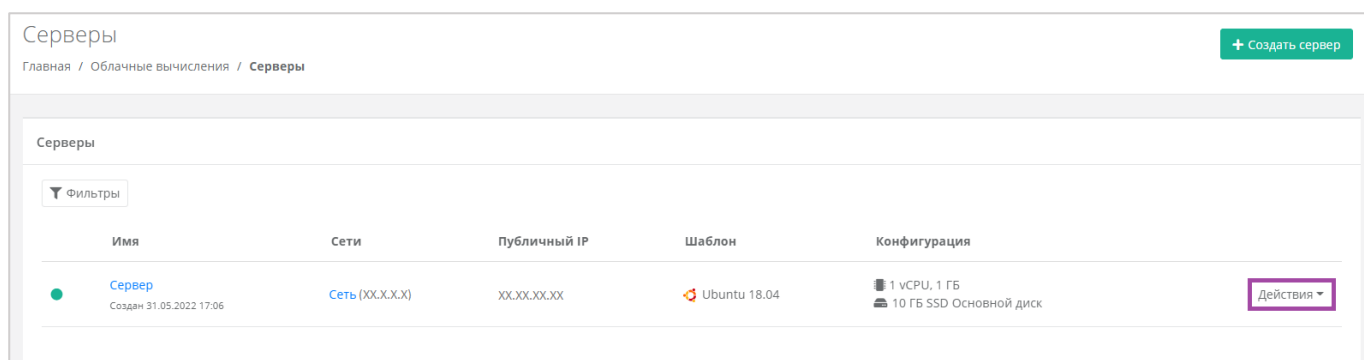 Серверы
+ Создать сервер
Главная / Облачные вычисления / Серверы
Серверы
Фильтры
Имя Сети Публичный IP Шаблон Конфигурация
Сервер Сеть (XX.X.X.X) XX.XX.XX.XX Ubuntu 18.04 1 vCPU, 1 ГБ Действия
Создан 31.05.2022 17:06 10 ГБ SSD Основной диск